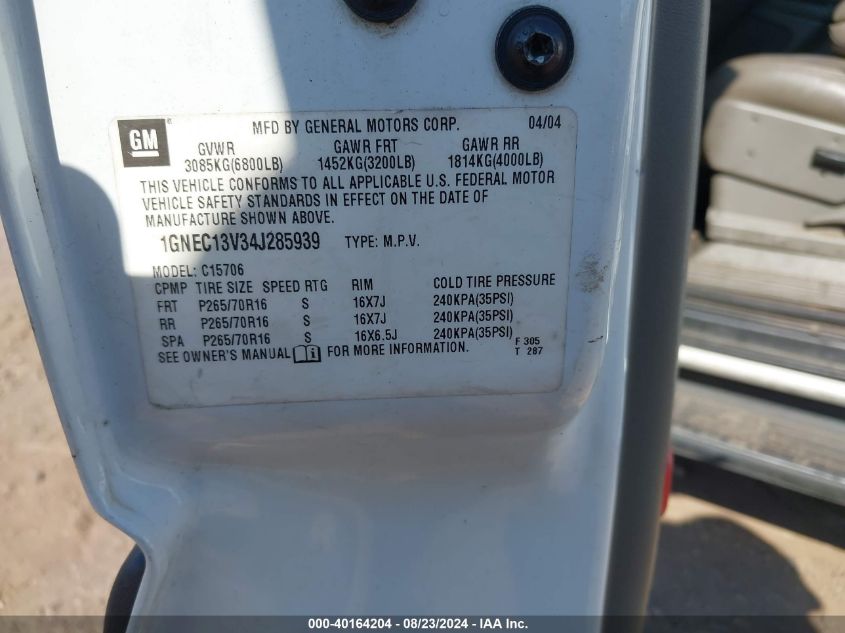 GM
MFD BY GENERAL MOTORS CORP. 04/04
GVWR GAWR FRT GAWR RR
3085KG(6800LB) 1452KG(3200LB) 1814KG(4000LB)
THIS VEHICLE CONFORMS TO ALL APPLICABLE U.S. FEDERAL MOTOR
VEHICLE SAFETY STANDARDS IN EFFECT ON THE DATE OF
MANUFACTURE SHOWN ABOVE.
1GNEC13V34J285939 TYPE: M.P.V.
MODEL: C15706
CPMP TIRE SIZE SPEED RTG RIM COLD TIRE PRESSURE
FRT P265/70R16 S 16X7J 240KPA(35PSI)
RR P265/70R16 S 16X7J 240KPA(35PSI)
SPA P265/70R16 S 16X6.5J 240KPA(35PSI)
SEE OWNER'S MANUAL FOR MORE INFORMATION.
F 305
T 287
000-40164204 - 08/23/2024 - IAA Inc.